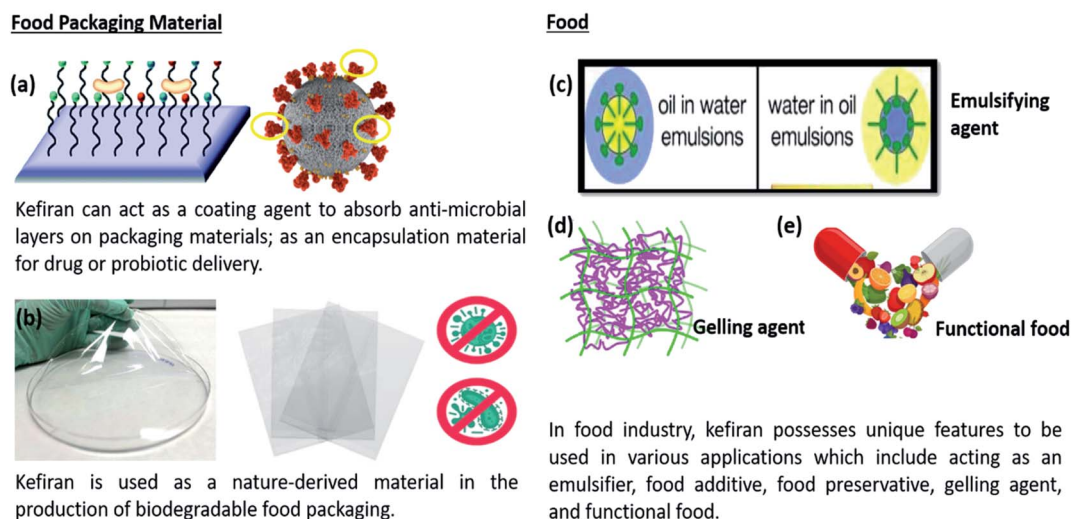 Food Packaging Material
(a)
Kefiran can act as a coating agent to absorb anti-microbial
layers on packaging materials; as an encapsulation material
for drug or probiotic delivery.
(b)
Kefiran is used as a nature-derived material in the
production of biodegradable food packaging.
Food
(c)
oil in water
emulsions
water in oil
emulsions
Emulsifying
agent
(d)
Gelling agent
(e)
Functional food
In food industry, kefiran possesses unique features to be
used in various applications which include acting as an
emulsifier, food additive, food preservative, gelling agent,
and functional food.